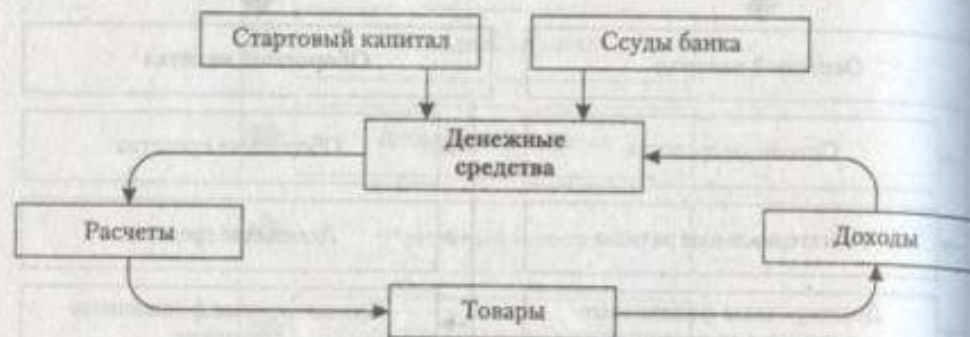 Стартовый капитал
Ссуды банка
Денежные
средства
Расчеты
Доходы
Товары